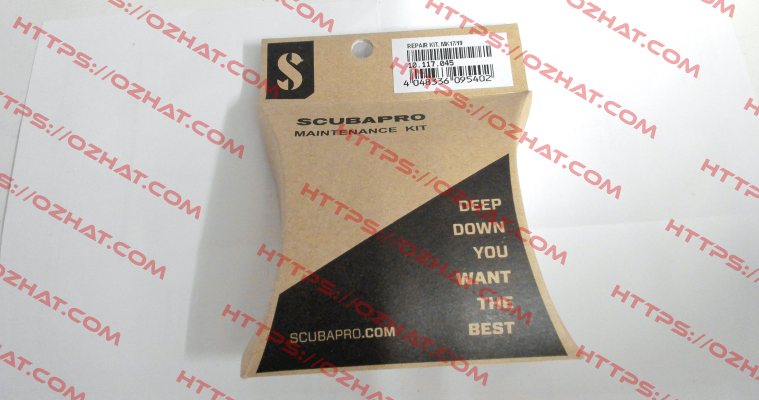 S
REPAIR KIT, MK17/19
10.117.045
4 048336 095402
SCUBAPRO
MAINTENANCE KIT
DEEP
DOWN
YOU
WANT
THE
BEST
SCUBAPRO.COM
HTTPS://OZHAT.COM